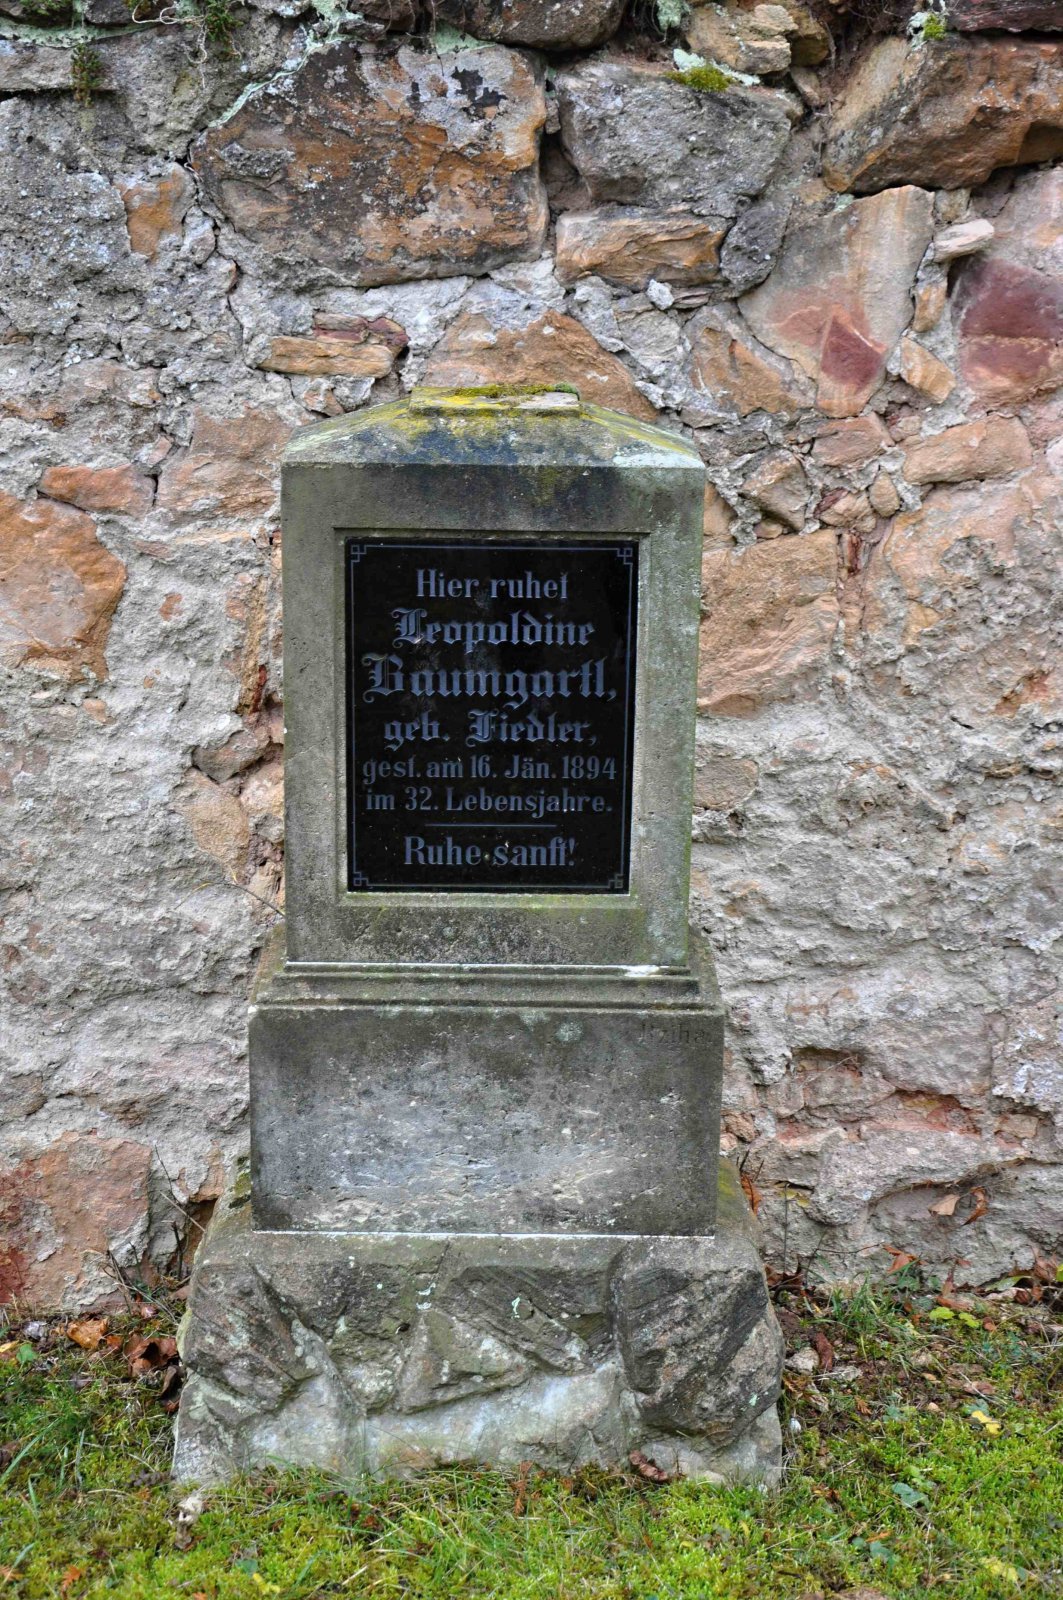 Hier ruhet
Leopoldine
Baumgartl,
geb. Fiedler,
gest. am 16. Jän. 1894
im 32. Lebensjahre.
Ruhe sanft!